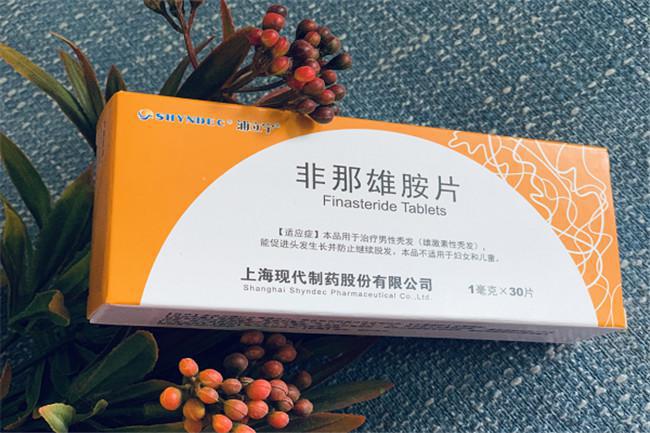 SHYNDEC® 浦立宁®
非那雄胺片
Finasteride Tablets
【适应症】本品用于治疗男性秃发（雄激素性秃发），
能促进头发生长并防止继续脱发。本品不适用于妇女和儿童。
上海现代制药股份有限公司
Shanghai Shyndec Pharmaceutical Co.,Ltd.
1毫克×30片